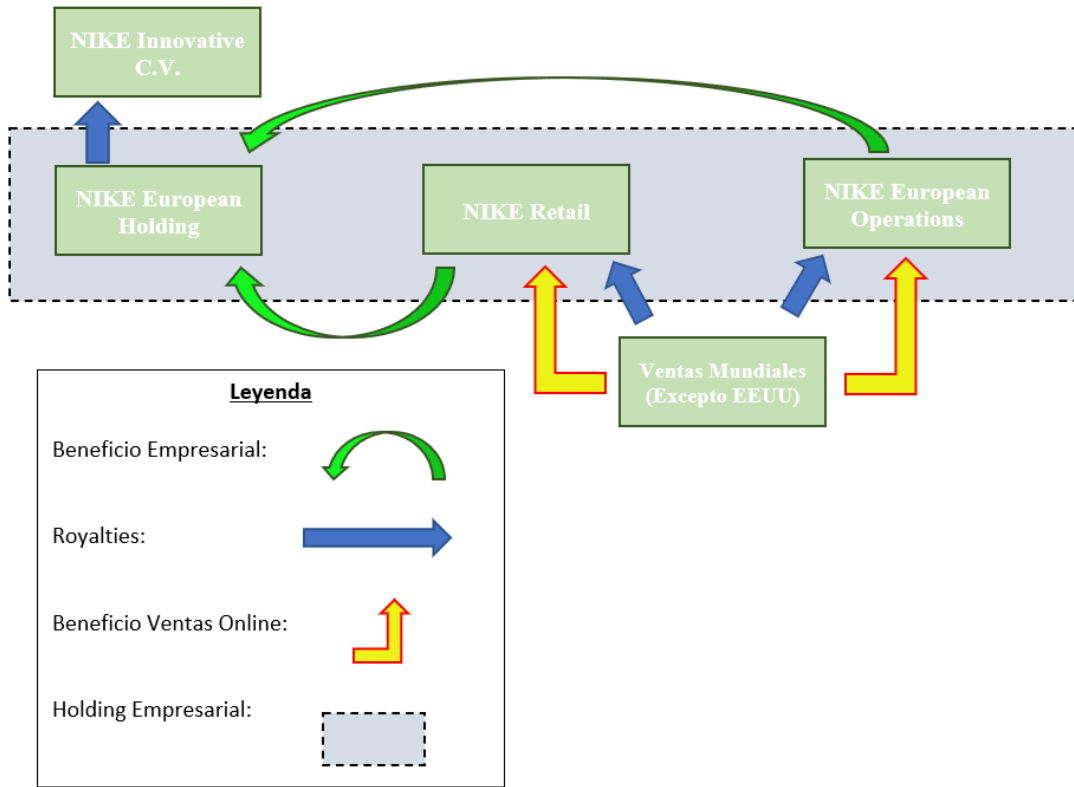 NIKE Innovative
C.V.
NIKE European
Holding
NIKE Retail
NIKE European
Operations
Ventas Mundiales
(Excepto EEUU)
Leyenda
Beneficio Empresarial:
Royalties:
Beneficio Ventas Online:
Holding Empresarial: